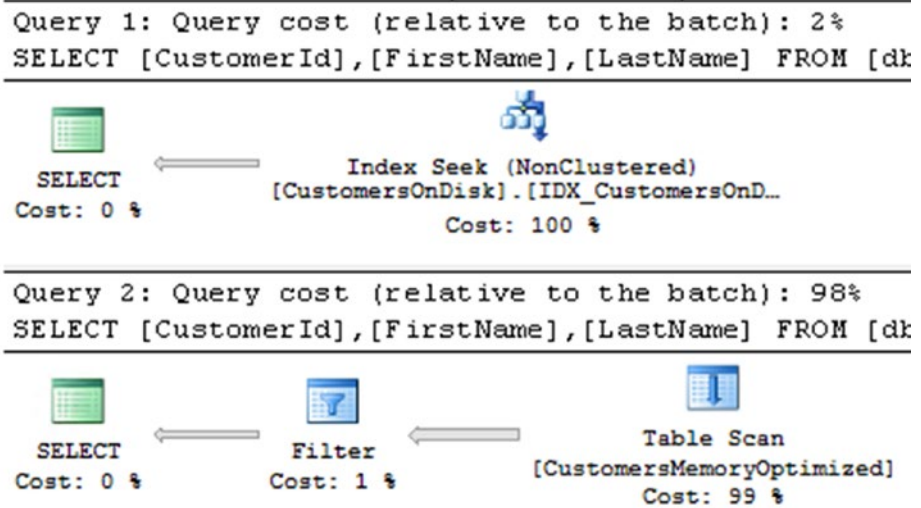 Query 1: Query cost (relative to the batch): 2%
SELECT [CustomerId],[FirstName],[LastName] FROM [db
SELECT
Cost: 0 %
Index Seek (NonClustered)
[CustomersOnDisk].[IDX_CustomersOnD…
Cost: 100 %
Query 2: Query cost (relative to the batch): 98%
SELECT [CustomerId],[FirstName],[LastName] FROM [db
SELECT
Cost: 0 %
Filter
Cost: 1 %
Table Scan
[CustomersMemoryOptimized]
Cost: 99 %